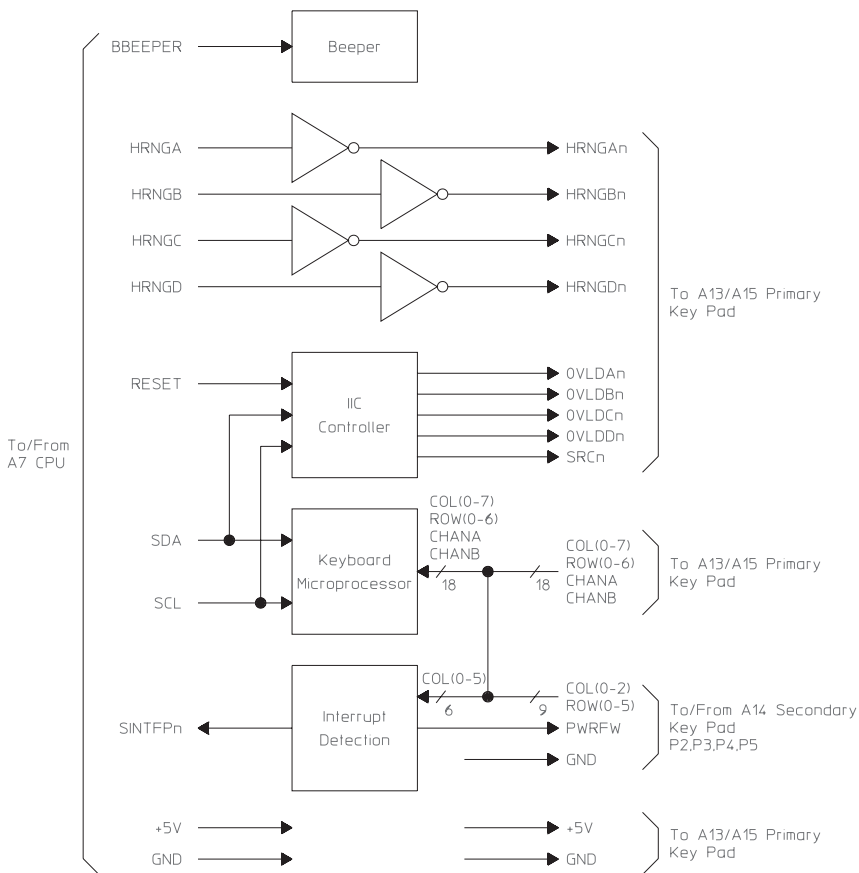 BBEEPER
Beeper
HRNGA
HRNGAn
HRNGB
HRNGBn
HRNGC
HRNGCn
HRNGD
HRNGDn
To A13/A15 Primary
Key Pad
RESET
IIC
Controller
OVLDAn
OVLDBn
OVLDCn
OVLDDn
SRCn
To/From
A7 CPU
COL(0-7)
ROW(0-6)
CHANA
CHANB
SDA
SCL
Keyboard
Microprocessor
18
18
COL(0-7)
ROW(0-6)
CHANA
CHANB
To A13/A15 Primary
Key Pad
COL(0-5)
6
9
COL(0-2)
ROW(0-5)
SINTFPn
Interrupt
Detection
PWRFW
GND
To/From A14 Secondary
Key Pad
P2,P3,P4,P5
+5V
+5V
GND
GND
To A13/A15 Primary
Key Pad